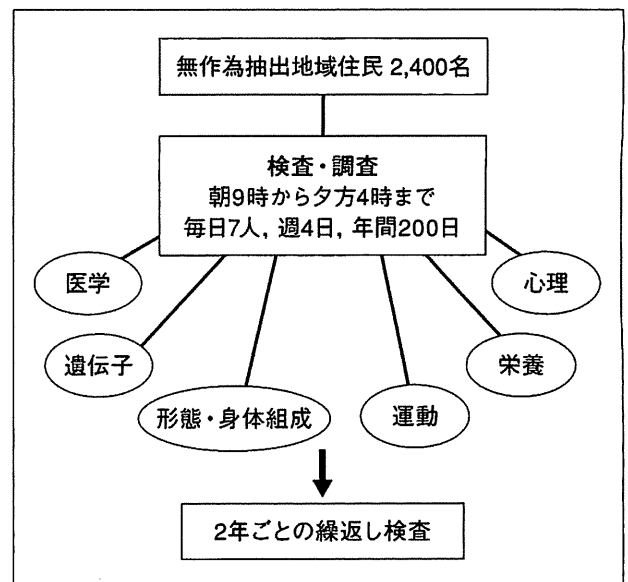 無作為抽出地域住民 2,400名
検査・調査
朝9時から夕方4時まで
毎日7人, 週4日, 年間200日
医学
心理
遺伝子
栄養
形態・身体組成
運動
2年ごとの繰返し検査